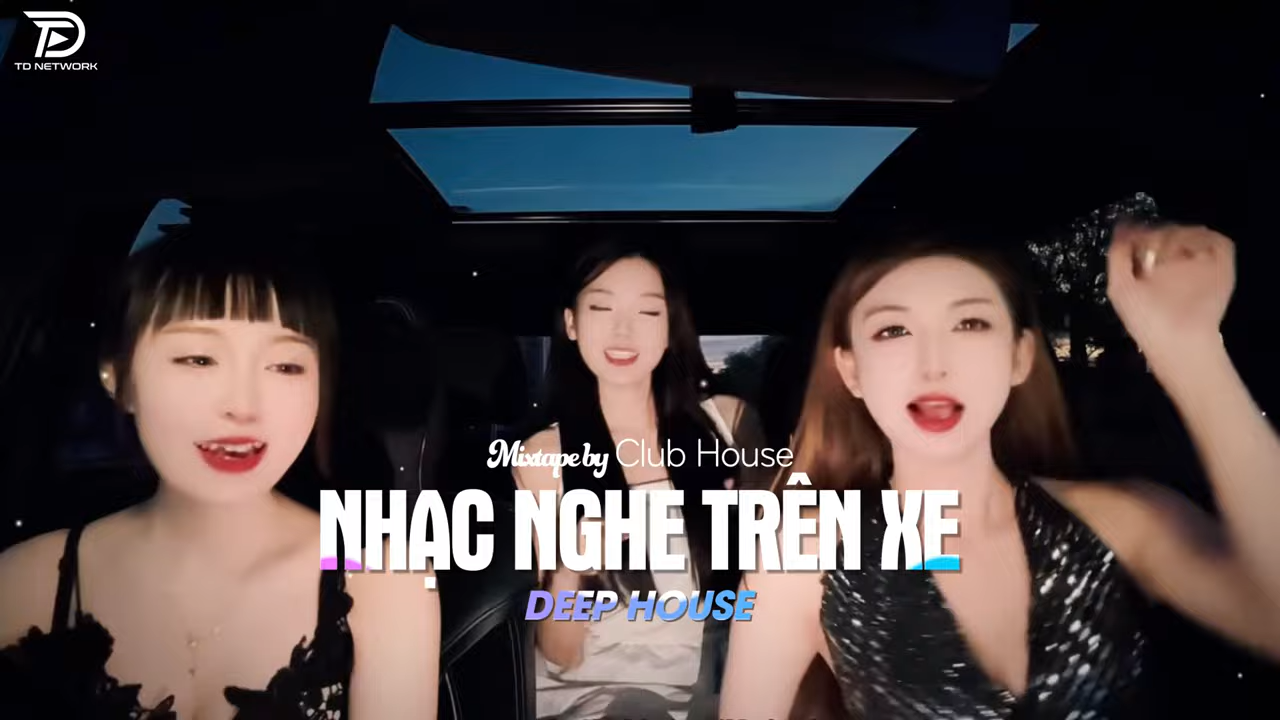 TD NETWORK
Mixtape by Club House
NHẠC NGHE TRÊN XE
DEEP HOUSE